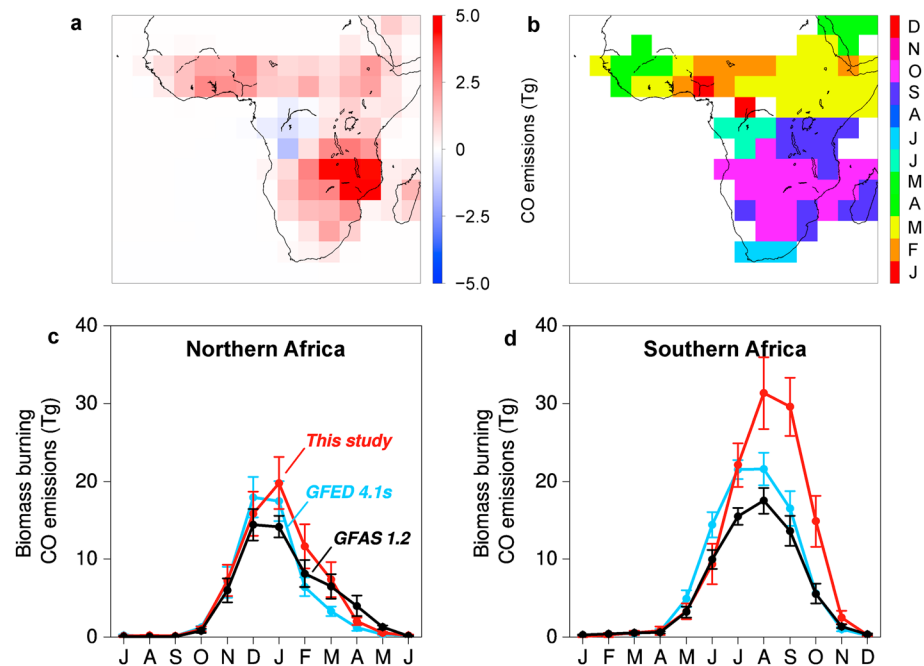 a
5.0
2.5
0
−2.5
−5.0
CO emissions (Tg)
b
D
N
O
S
A
J
J
M
A
M
F
J
c
Northern Africa
Biomass burning
CO emissions (Tg)
40
30
20
10
0
This study
GFED 4.1s
GFAS 1.2
J A S O N D J F M A M J
d
Southern Africa
Biomass burning
CO emissions (Tg)
40
30
20
10
0
J F M A M J J A S O N D